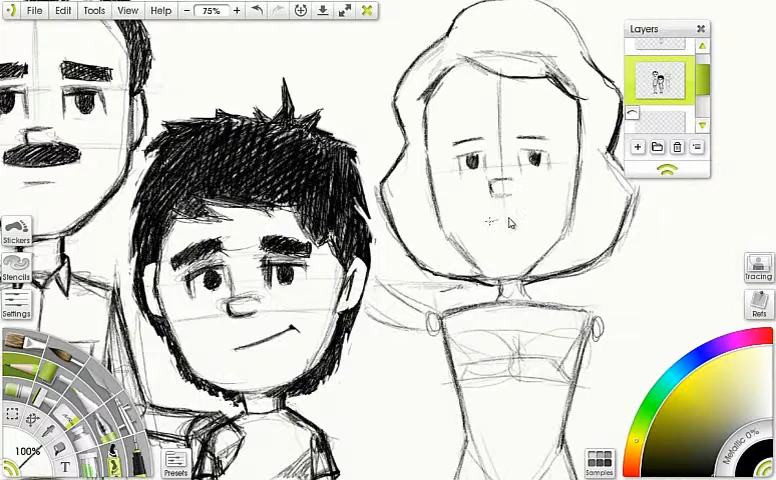 File Edit Tools View Help 75%
Layers
Stickers
Stencils
Settings
Tracing
Refs
100%
T
Presets
Samples
Metallic 0%